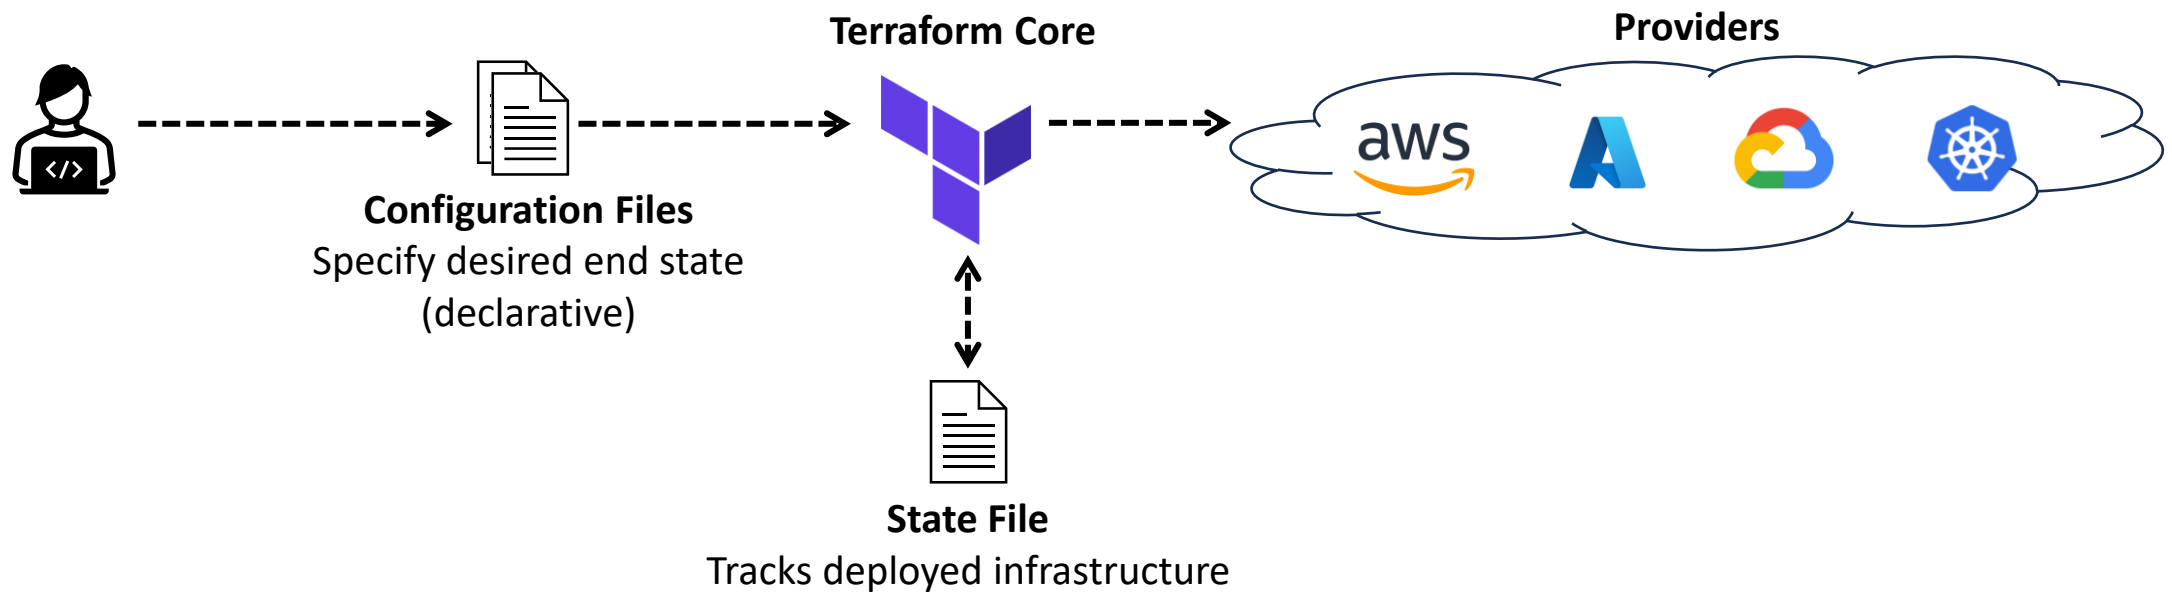 Terraform Core
Providers
</>
aws
Configuration Files
Specify desired end state
(declarative)
State File
Tracks deployed infrastructure